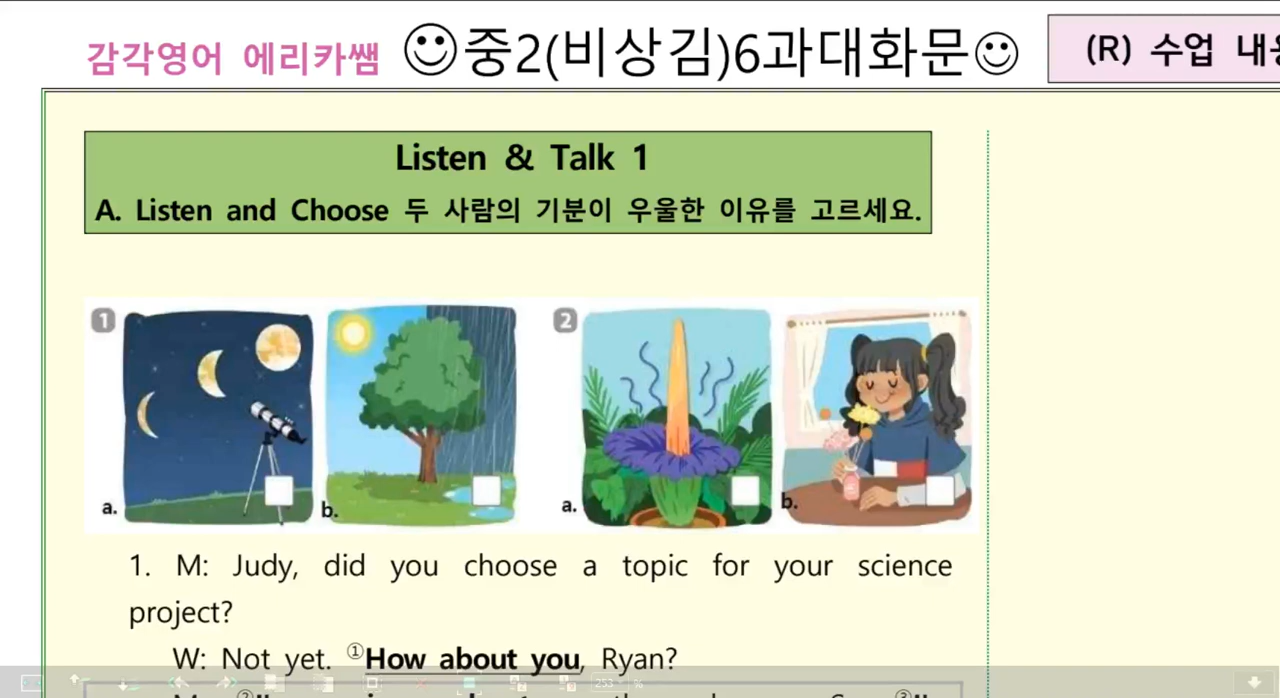 감각영어 에리카쌤 ☺중2(비상김)6과대화문☺ (R) 수업
Listen & Talk 1
A. Listen and Choose 두 사람의 기분이 우울한 이유를 고르세요.
1 2
a. b. a. b.
1. M: Judy, did you choose a topic for your science
project?
W: Not yet. ①How about you, Ryan?
253 %